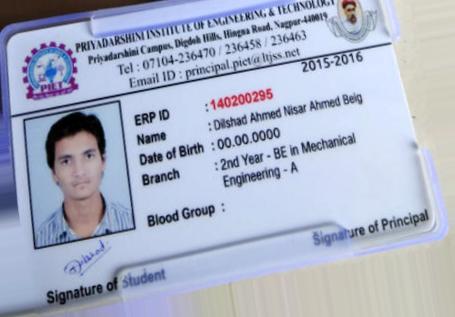 PRIYADARSHINI INSTITUTE OF ENGINEERING & TECHNOLOGY
Priyadarshini Campus, Digdoh Hills, Hingna Road, Nagpur-440019.
Tel : 07104-236470 / 236458 / 236463
Email ID : principal.piet@ltjss.net
2015-2016
PIET
ERP ID : 140200295
Name : Dilshad Ahmed Nisar Ahmed Beig
Date of Birth : 00.00.0000
Branch : 2nd Year - BE in Mechanical
Engineering - A
Blood Group :
Dilshad
Signature of Student
Signature of Principal